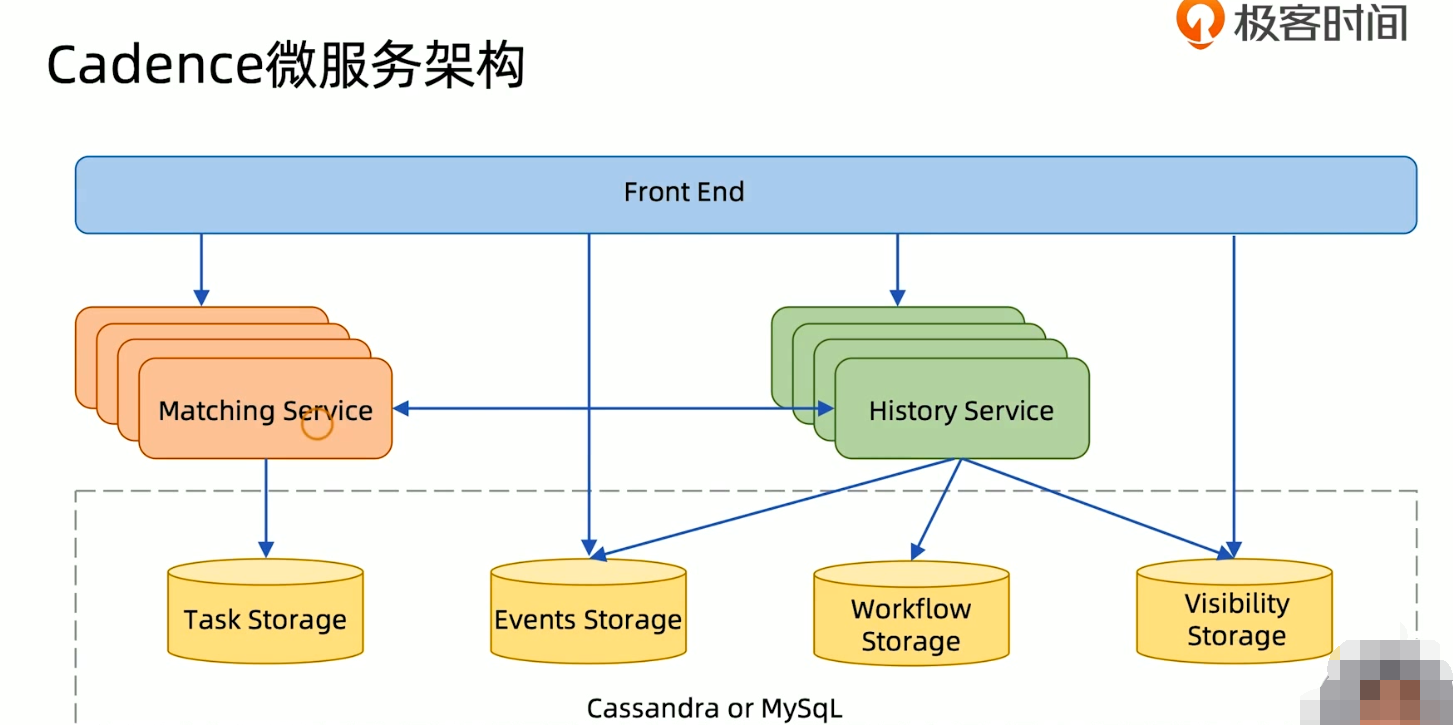 极客时间
Cadence微服务架构
Front End
Matching Service
History Service
Task Storage
Events Storage
Workflow
Storage
Visibility
Storage
Cassandra or MySqL